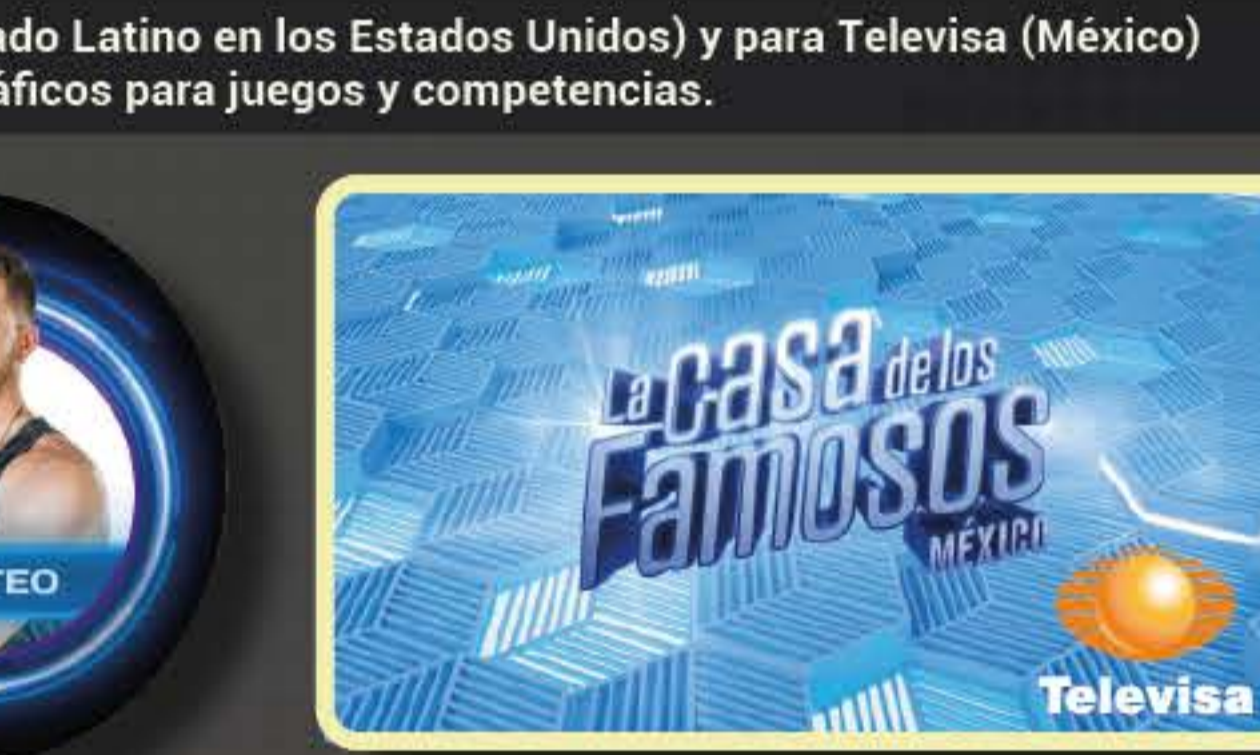 ado Latino en los Estados Unidos) y para Televisa (México)
áficos para juegos y competencias.
La casa de los
Famosos
MÉXICO
TEO
Televisa